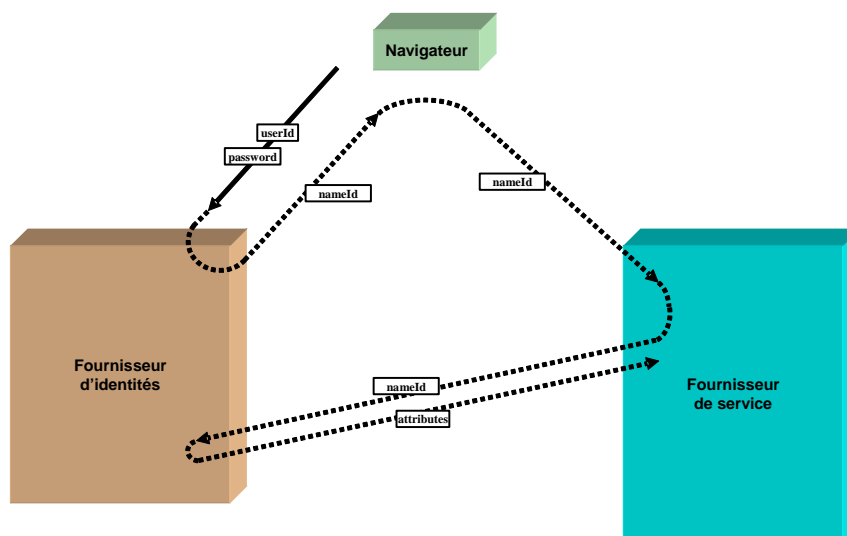 Navigateur
userId
password
nameId
nameId
Fournisseur
d’identités
nameId
attributes
Fournisseur
de service